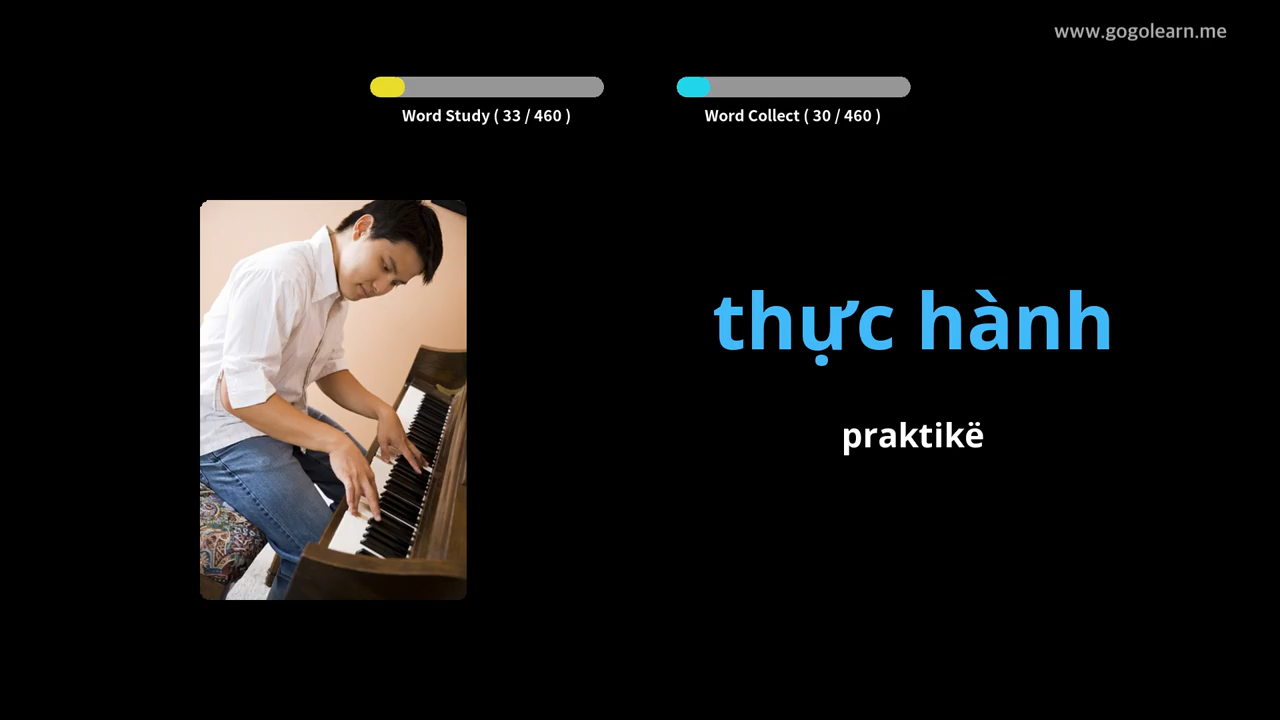 www.gogolearn.me
Word Study ( 33 / 460 )
Word Collect ( 30 / 460 )
thực hành
praktikë